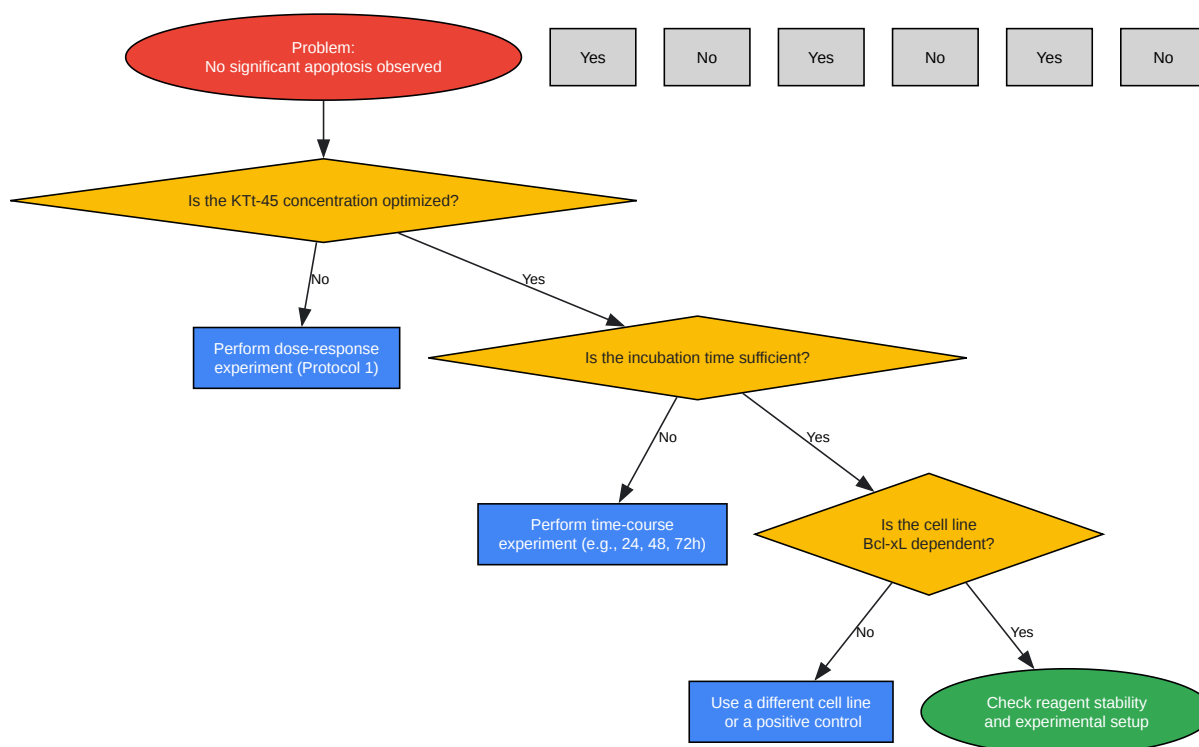 Problem:
No significant apoptosis observed
Yes
No
Yes
No
Yes
No
Is the KTt-45 concentration optimized?
No
Yes
Perform dose-response
experiment (Protocol 1)
Is the incubation time sufficient?
No
Yes
Perform time-course
experiment (e.g., 24, 48, 72h)
Is the cell line
Bcl-xL dependent?
No
Yes
Use a different cell line
or a positive control
Check reagent stability
and experimental setup